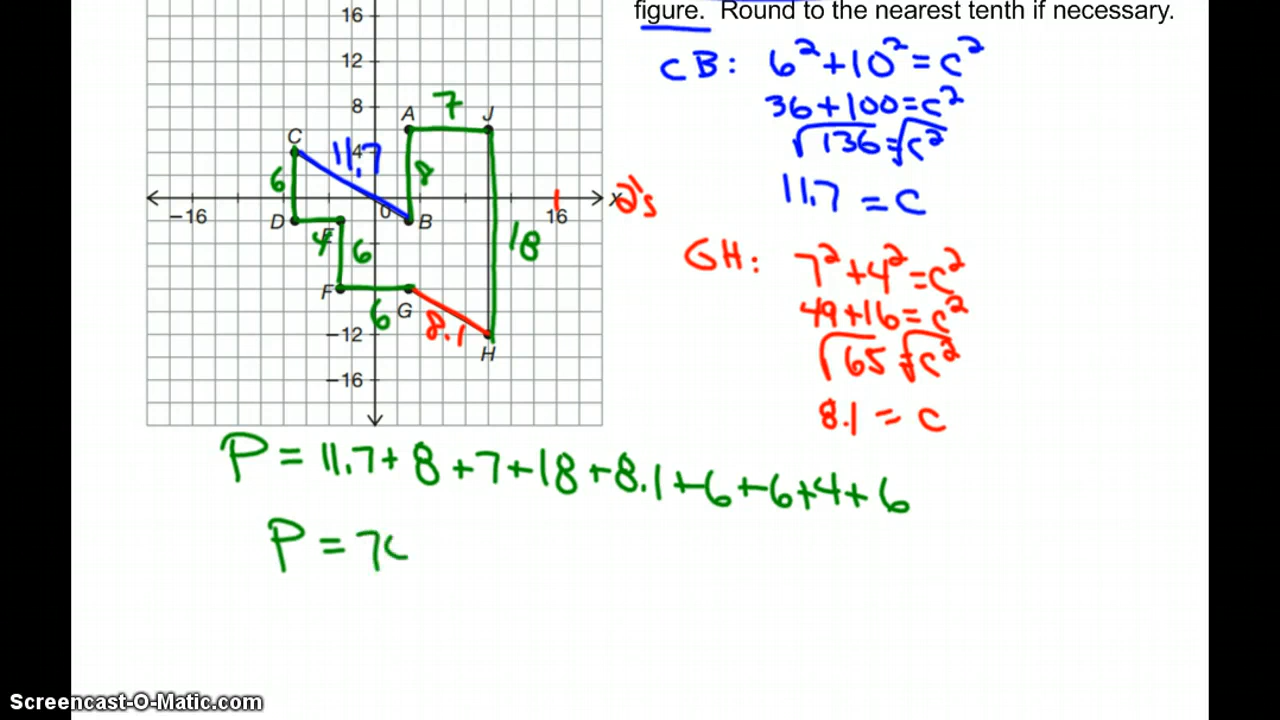 figure. Round to the nearest tenth if necessary.
16
12
8
4
−16
0
16
x
2's
−12
−16
A
7
J
C
11.7
8
6
D
E
4
6
B
18
F
6
G
8.1
H
CB: 6²+10²=c²
36+100=c²
√136=√c²
11.7 = c
GH: 7²+4²=c²
49+16=c²
√65=√c²
8.1 = c
P = 11.7+8+7+18+8.1+6+6+4+6
P = 7
Screencast-O-Matic.com